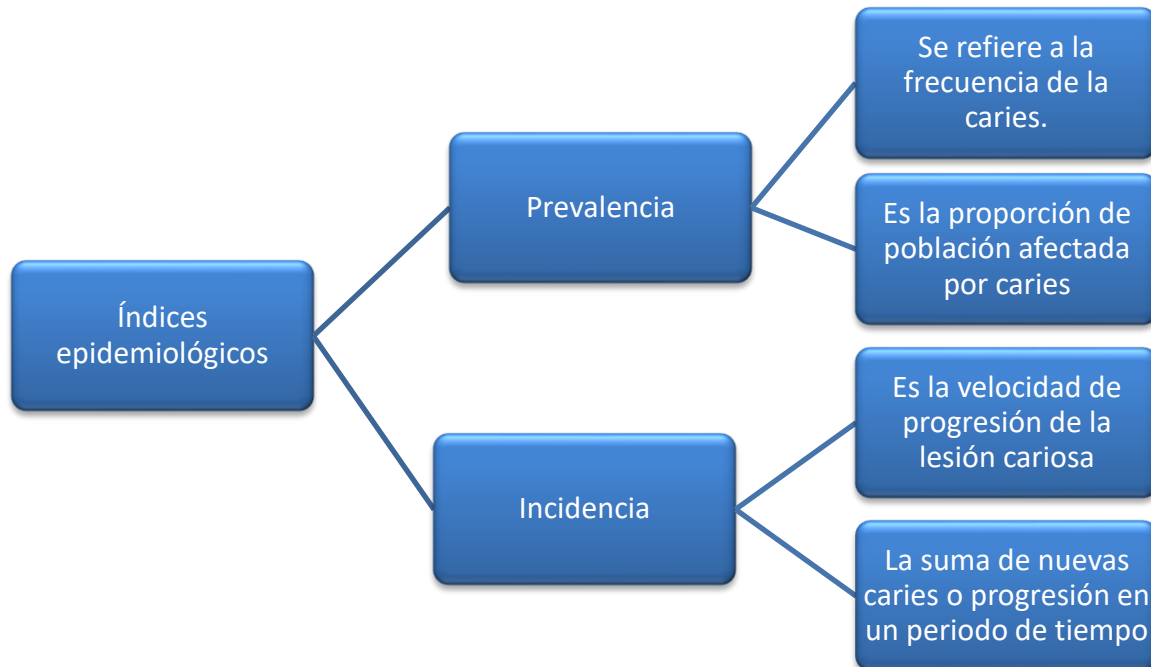 Índices
epidemiológicos
Prevalencia
Se refiere a la
frecuencia de la
caries.
Es la proporción de
población afectada
por caries
Incidencia
Es la velocidad de
progresión de la
lesión cariosa
La suma de nuevas
caries o progresión en
un periodo de tiempo